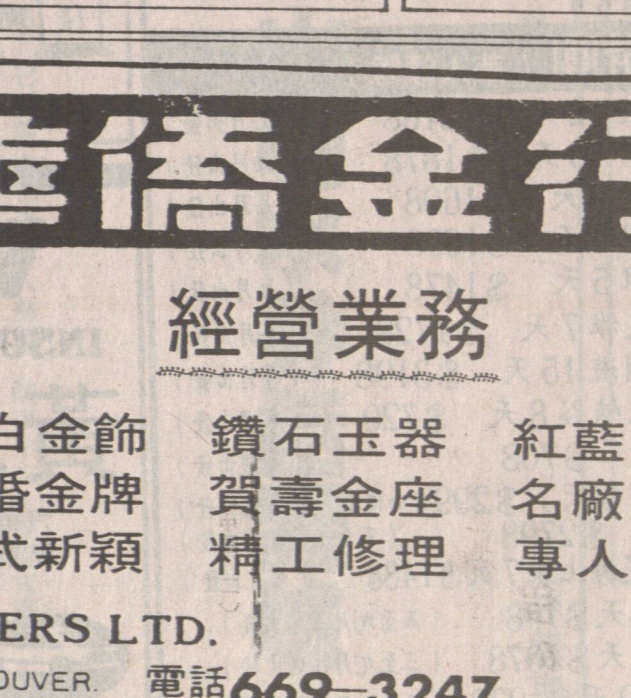 華僑金行
經營業務
白金飾 鑽石玉器 紅藍
婚金牌 賀壽金座 名廠
式新穎 精工修理 專人
ERS LTD.
OUVER. 電話669-3247